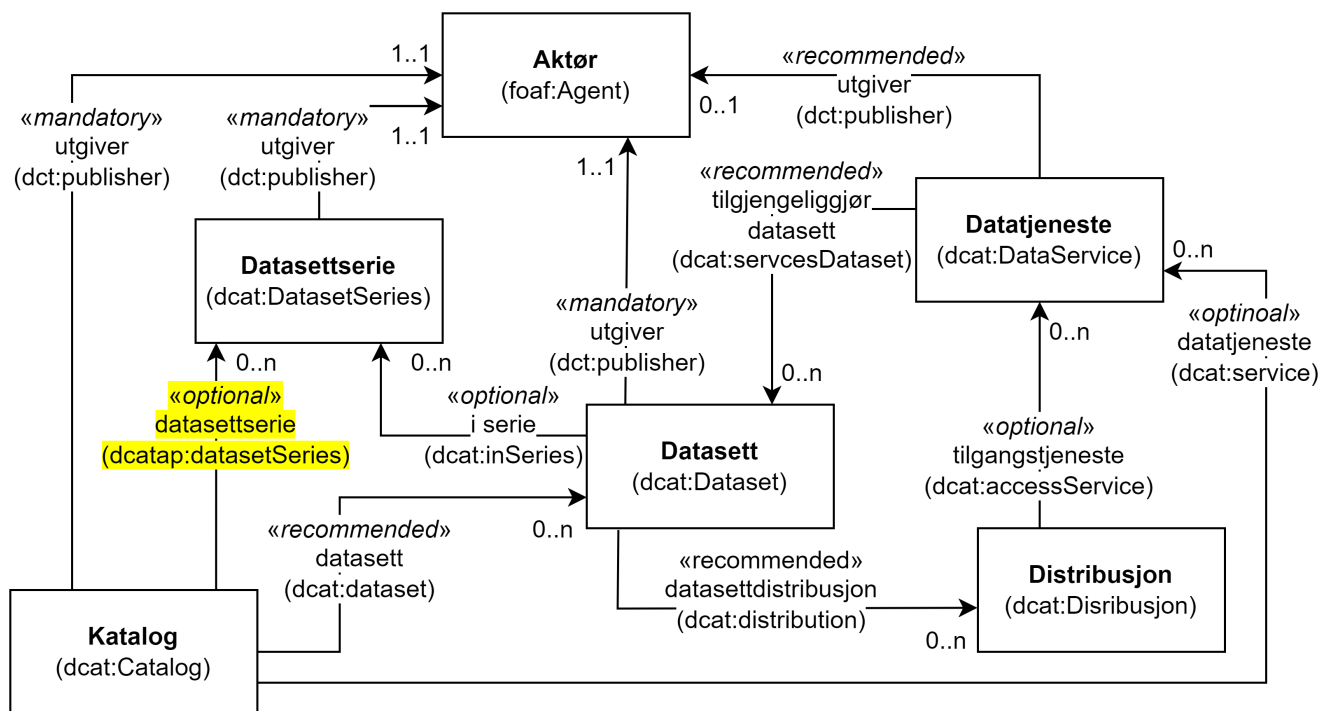 Aktør
(foaf:Agent)
1..1
1..1
1..1
0..1
«mandatory»
utgiver
(dct:publisher)
«mandatory»
utgiver
(dct:publisher)
«recommended»
utgiver
(dct:publisher)
«recommended»
tilgjengeliggjør
datasett
(dcat:servcesDataset)
Datatjeneste
(dcat:DataService)
0..n
Datasettserie
(dcat:DatasetSeries)
«mandatory»
utgiver
(dct:publisher)
«optinoal»
datatjeneste
(dcat:service)
0..n
0..n
0..n
0..n
«optional»
datasettserie
(dcatap:datasetSeries)
«optional»
i serie
(dcat:inSeries)
Datasett
(dcat:Dataset)
«optional»
tilgangstjeneste
(dcat:accessService)
«recommended»
datasett
(dcat:dataset)
0..n
«recommended»
datasettdistribusjon
(dcat:distribution)
0..n
Distribusjon
(dcat:Disribusjon)
Katalog
(dcat:Catalog)